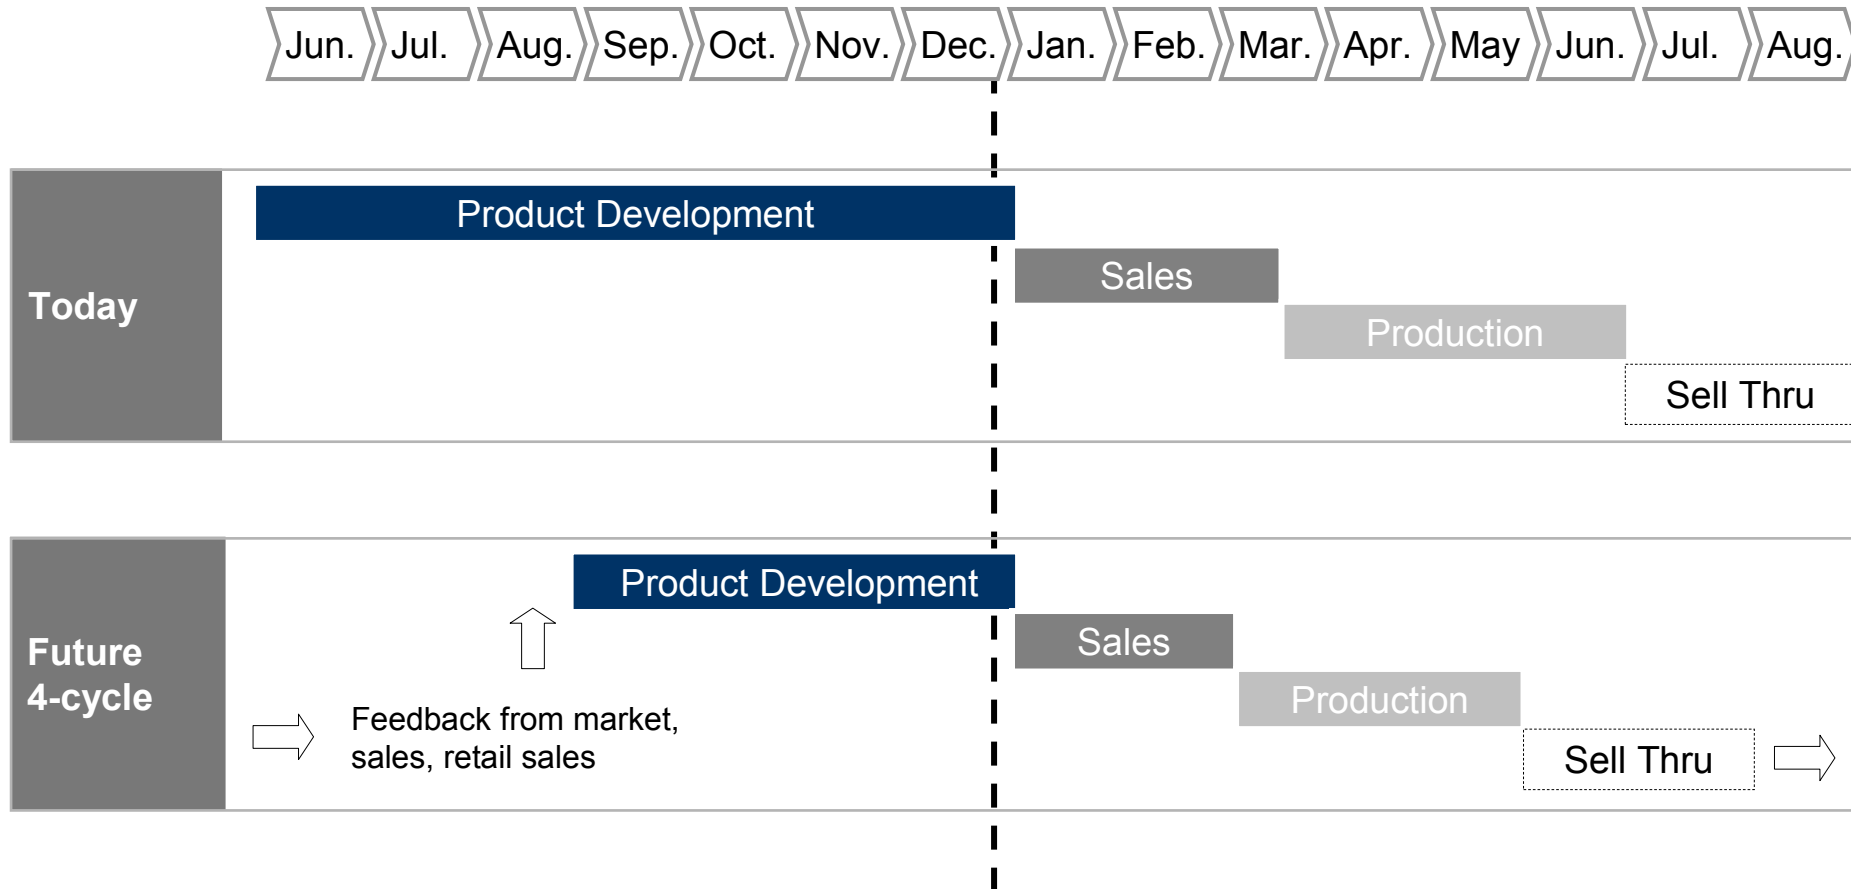 Jun. Jul. Aug. Sep. Oct. Nov. Dec. Jan. Feb. Mar. Apr. May Jun. Jul. Aug.
Product Development
Sales
Today
Production
Sell Thru
Product Development
Sales
Future
4-cycle
Production
Feedback from market,
sales, retail sales
Sell Thru